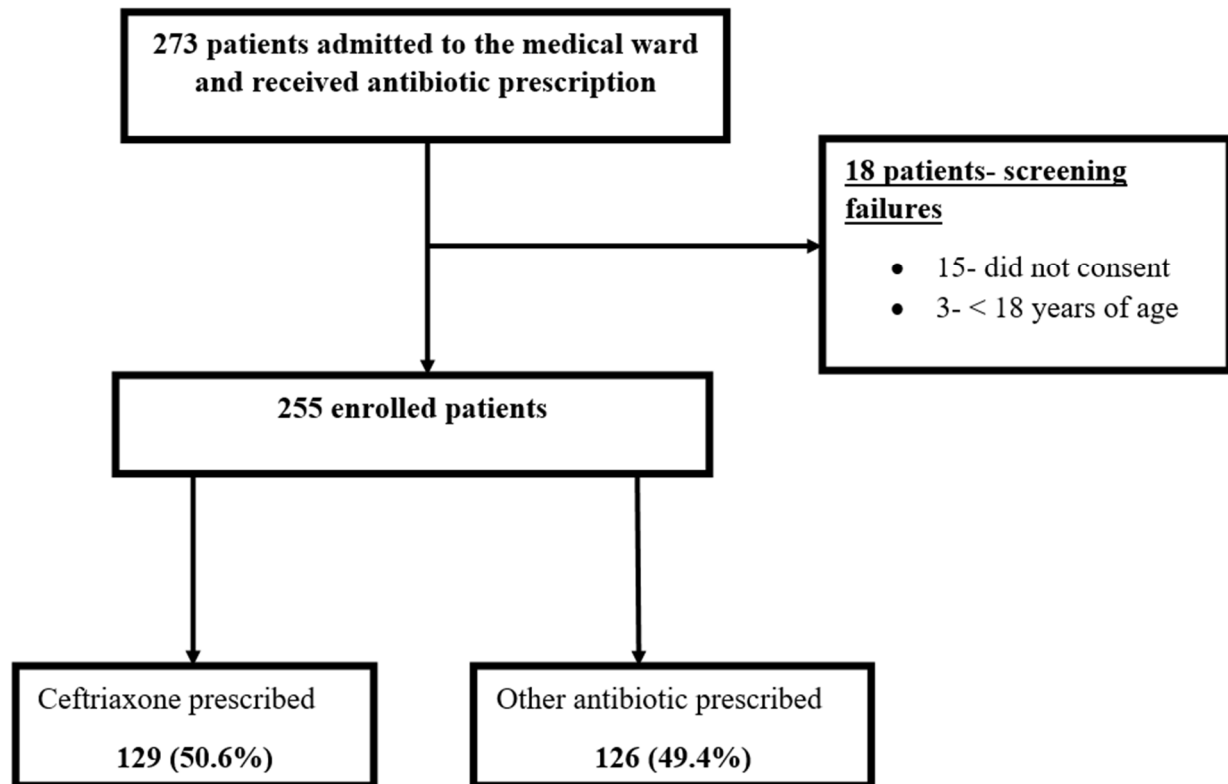 273 patients admitted to the medical ward
and received antibiotic prescription
18 patients- screening
failures
• 15- did not consent
• 3- < 18 years of age
255 enrolled patients
Ceftriaxone prescribed
129 (50.6%)
Other antibiotic prescribed
126 (49.4%)